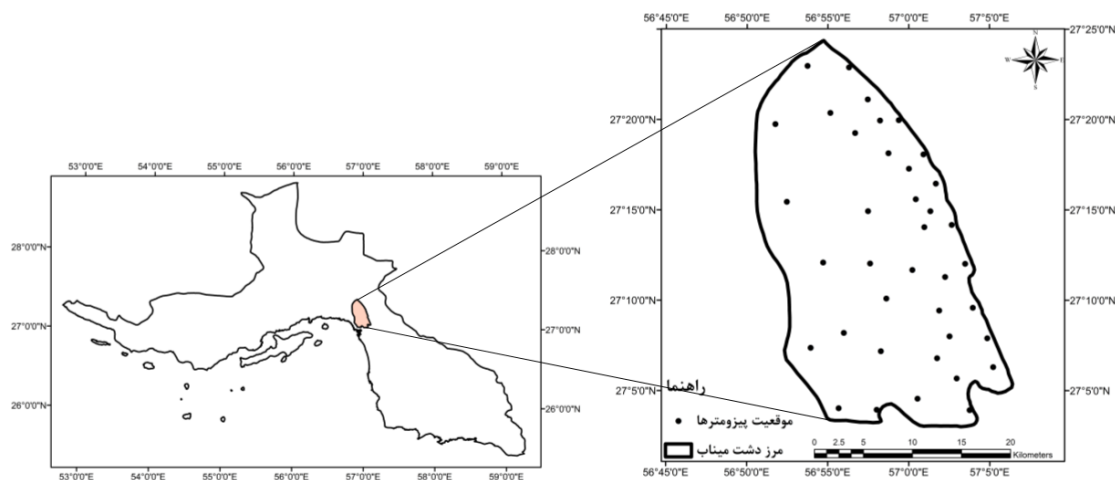 56°45'0"E 56°50'0"E 56°55'0"E 57°0'0"E 57°5'0"E
27°25'0"N
27°20'0"N 27°20'0"N
27°15'0"N 27°15'0"N
27°10'0"N 27°10'0"N
27°5'0"N 27°5'0"N
56°45'0"E 56°50'0"E 56°55'0"E 57°0'0"E 57°5'0"E
N
W E
S
راهنما
موقعیت پیزومترها
مرز دشت میناب
0 2.5 5 10 15 20
Kilometers
53°0'0"E 54°0'0"E 55°0'0"E 56°0'0"E 57°0'0"E 58°0'0"E 59°0'0"E
28°0'0"N 28°0'0"N
27°0'0"N 27°0'0"N
26°0'0"N 26°0'0"N
53°0'0"E 54°0'0"E 55°0'0"E 56°0'0"E 57°0'0"E 58°0'0"E 59°0'0"E